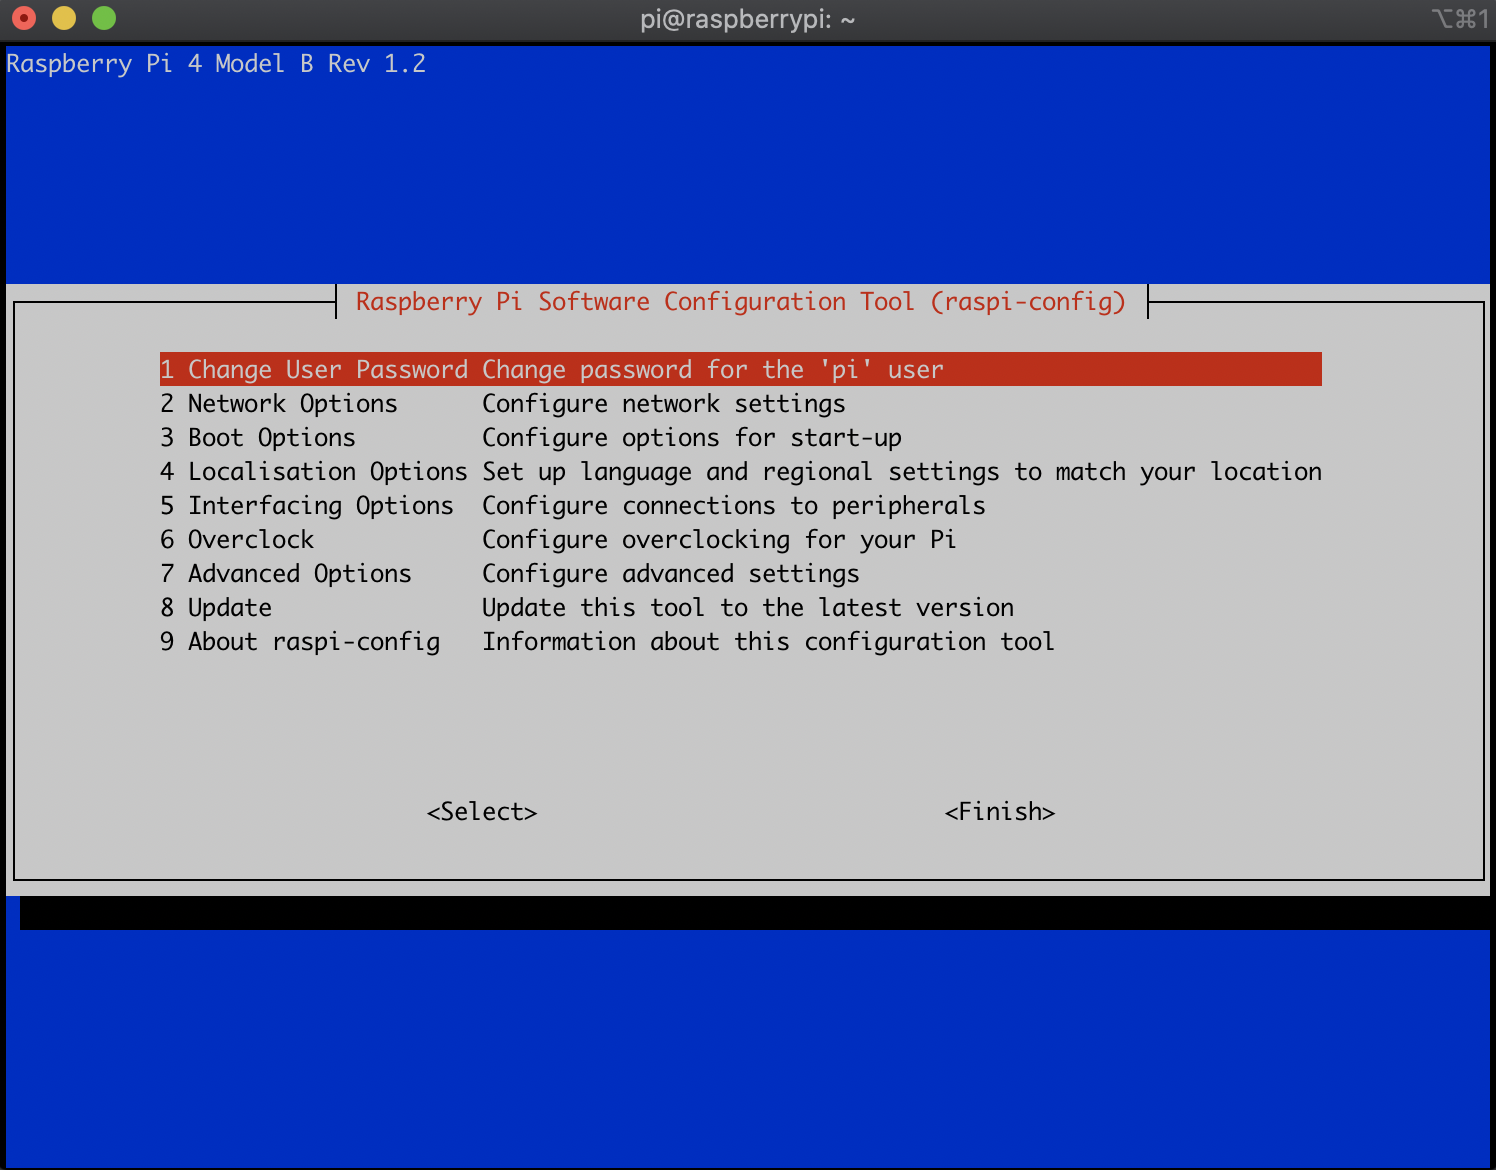 pi@raspberrypi: ~
⌥⌘1
Raspberry Pi 4 Model B Rev 1.2
Raspberry Pi Software Configuration Tool (raspi-config)
1 Change User Password Change password for the 'pi' user
2 Network Options Configure network settings
3 Boot Options Configure options for start-up
4 Localisation Options Set up language and regional settings to match your location
5 Interfacing Options Configure connections to peripherals
6 Overclock Configure overclocking for your Pi
7 Advanced Options Configure advanced settings
8 Update Update this tool to the latest version
9 About raspi-config Information about this configuration tool
<Select> <Finish>